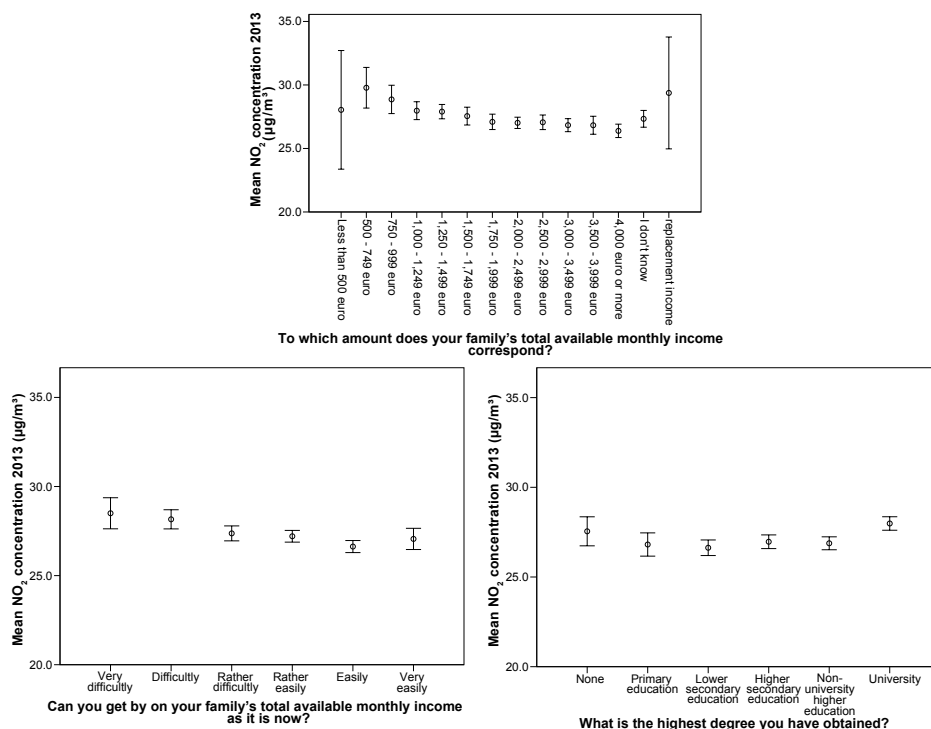 Mean NO₂ concentration 2013
(µg/m³)
35.0
30.0
25.0
20.0
Less than 500 euro
500 - 749 euro
750 - 999 euro
1,000 - 1,249 euro
1,250 - 1,499 euro
1,500 - 1,749 euro
1,750 - 1,999 euro
2,000 - 2,499 euro
2,500 - 2,999 euro
3,000 - 3,499 euro
3,500 - 3,999 euro
4,000 euro or more
I don't know
replacement income
To which amount does your family's total available monthly income
correspond?
Mean NO₂ concentration 2013 (µg/m³)
35.0
30.0
25.0
20.0
Very
difficultly
Difficultly
Rather
difficultly
Rather
easily
Easily
Very
easily
Can you get by on your family's total available monthly income
as it is now?
Mean NO₂ concentration 2013 (µg/m³)
35.0
30.0
25.0
20.0
None
Primary
education
Lower
secondary
education
Higher
secondary
education
Non-
university
higher
education
University
What is the highest degree you have obtained?